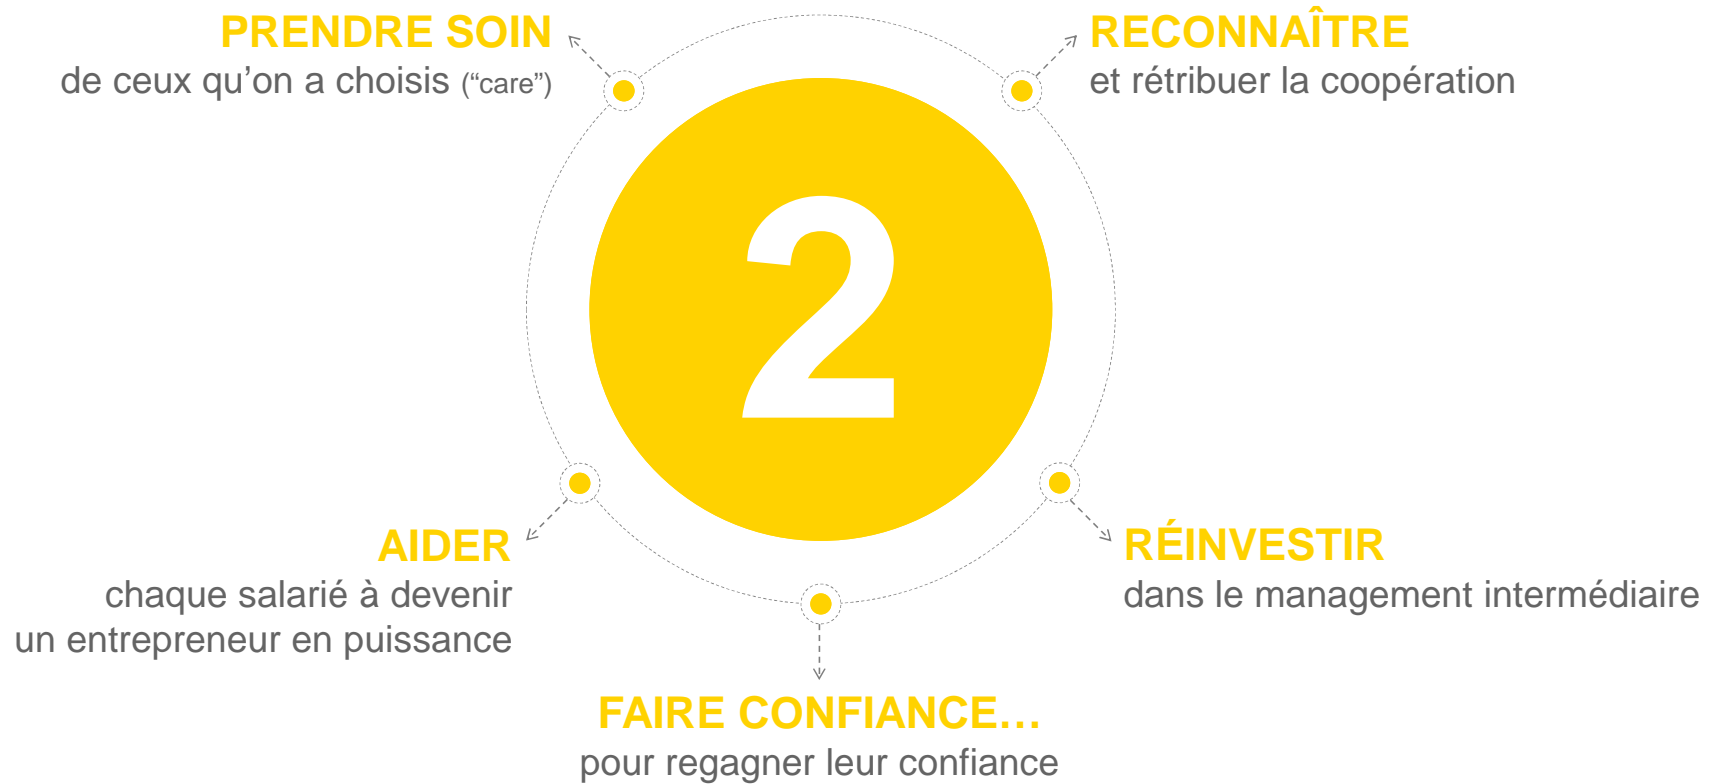 PRENDRE SOIN
de ceux qu’on a choisis (“care”)
RECONNAÎTRE
et rétribuer la coopération
2
AIDER
chaque salarié à devenir
un entrepreneur en puissance
RÉINVESTIR
dans le management intermédiaire
FAIRE CONFIANCE…
pour regagner leur confiance